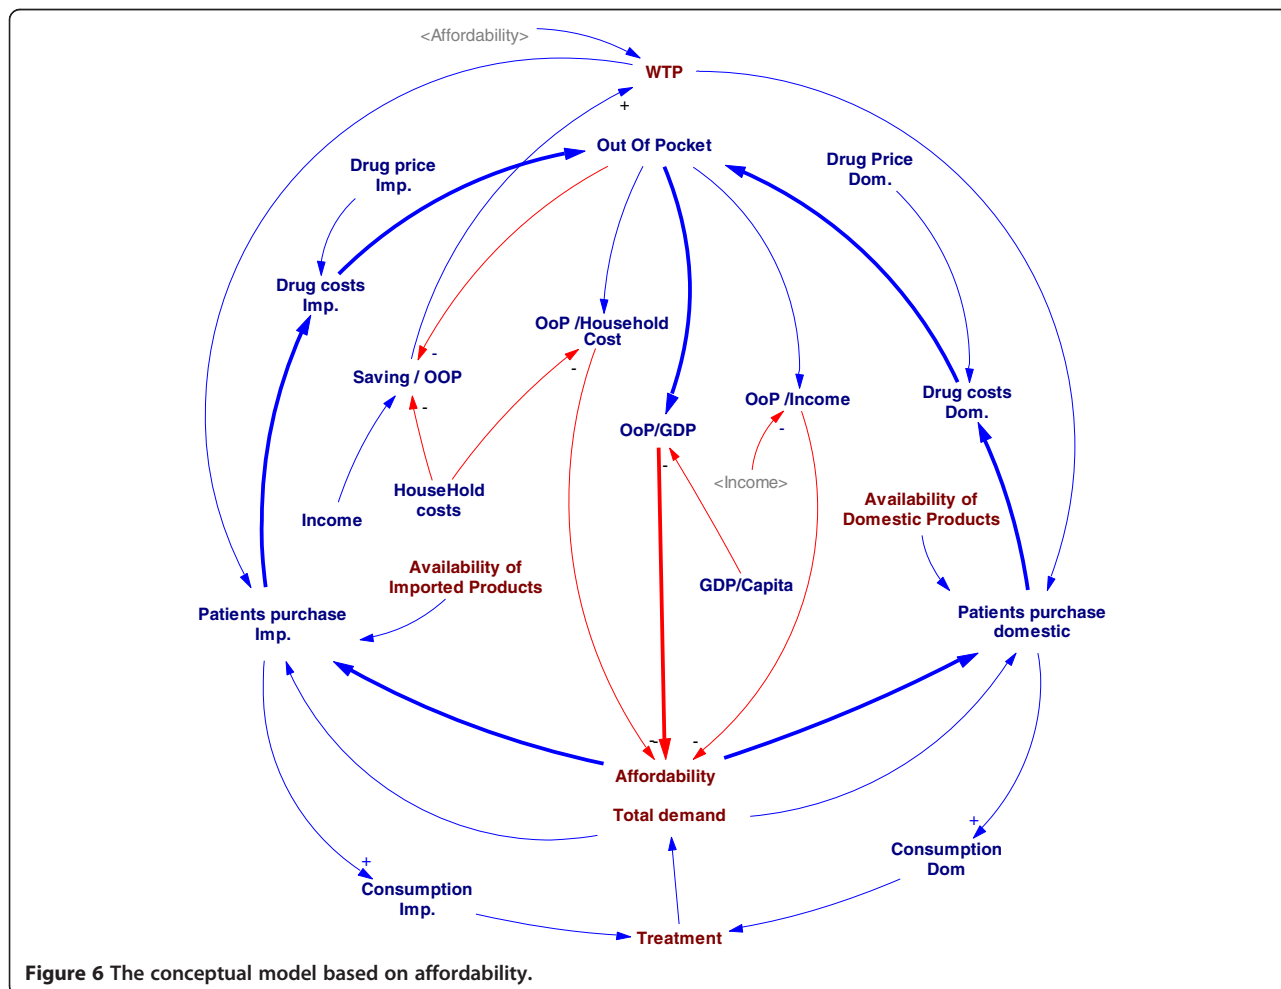 <Affordability>
WTP
+
Out Of Pocket
Drug price
Imp.
Drug Price
Dom.
Drug costs
Imp.
OoP /Household
Cost
-
-
Saving / OOP
-
OoP /Income
-
Drug costs
Dom.
OoP/GDP
-
<Income>
HouseHold
costs
Income
Availability of
Domestic Products
Availability of
Imported Products
GDP/Capita
Patients purchase
Imp.
Patients purchase
domestic
-
-
-
Affordability
Total demand
+
+
Consumption
Dom
Consumption
Imp.
Treatment
Figure 6 The conceptual model based on affordability.